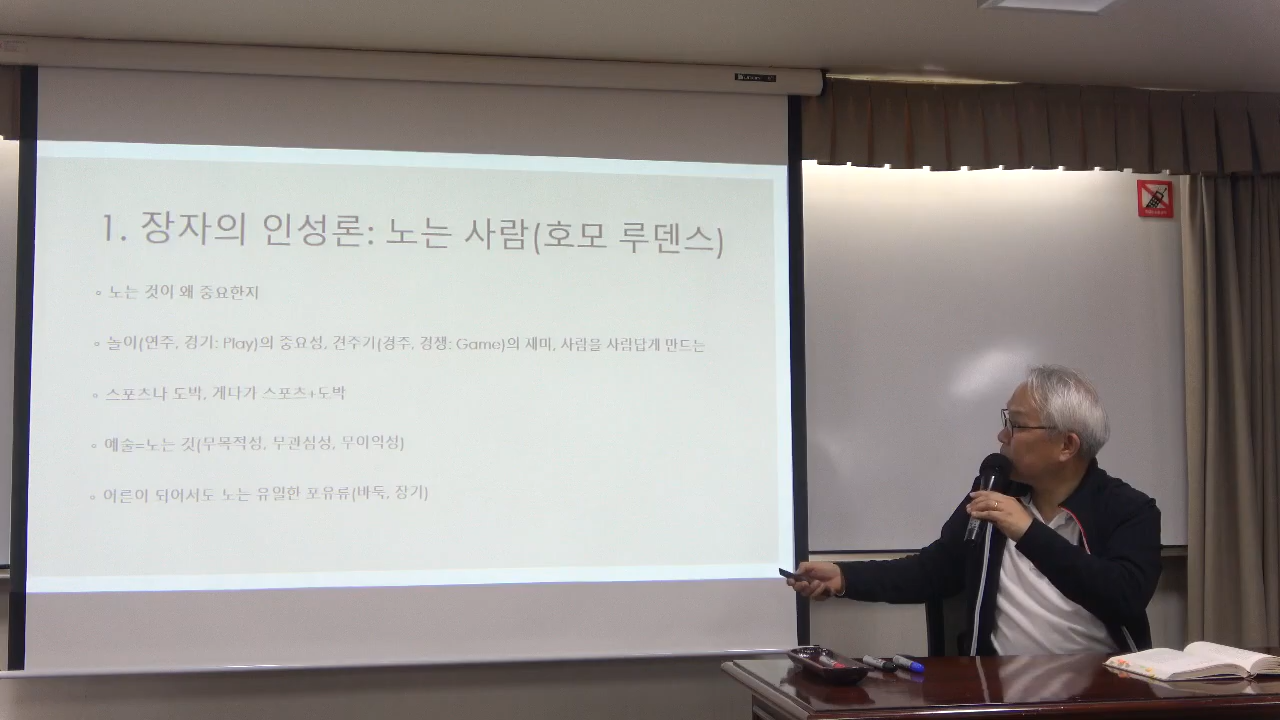 1. 장자의 인성론: 노는 사람(호모 루덴스)
◦ 노는 것이 왜 중요한지
◦ 놀이(연주, 경기: Play)의 중요성, 견주기(경주, 경쟁: Game)의 재미, 사람을 사람답게 만드는
◦ 스포츠나 도박, 게다가 스포츠+도박
◦ 예술=노는 짓(무목적성, 무관심성, 무이익성)
◦ 어른이 되어서도 노는 유일한 포유류(바둑, 장기)